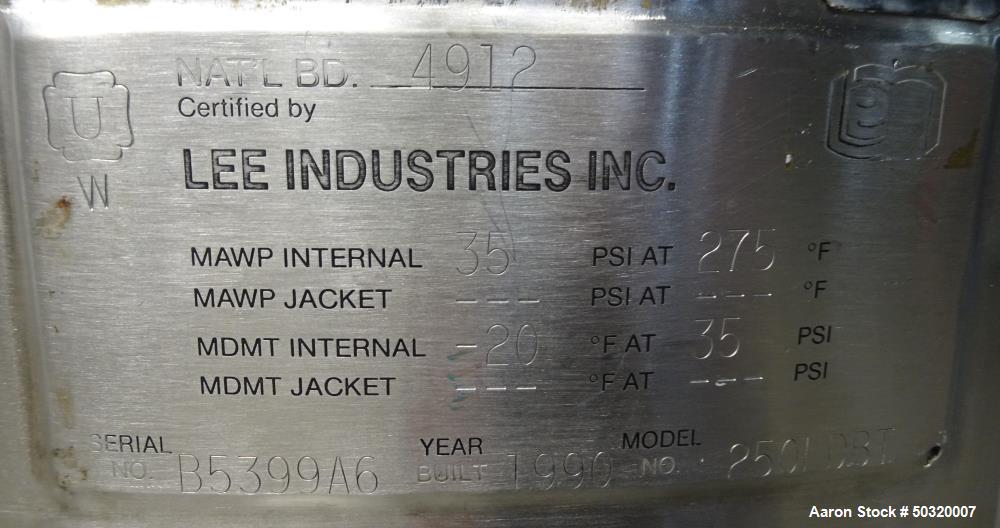 NAT'L BD. 4912
U
Certified by
W
LEE INDUSTRIES INC.
MAWP INTERNAL 35 PSI AT 275 °F
MAWP JACKET --- PSI AT --- °F
MDMT INTERNAL -20 °F AT 35 PSI
MDMT JACKET --- °F AT --- PSI
SERIAL NO. B5399A6 YEAR BUILT 1990 MODEL NO.
Aaron Stock # 50320007